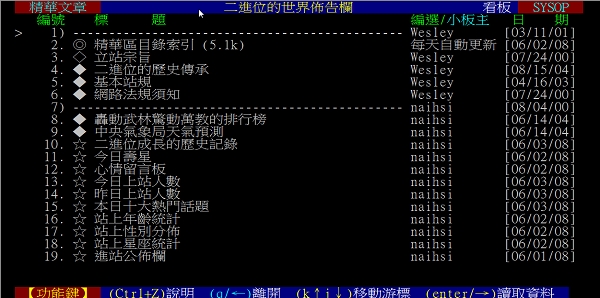 精華文章 二進位的世界佈告欄 看板 SYSOP
編號 標 題 編選/小板主 日 期
> 1) ---------------------------------------- Wesley [03/11/01]
2. ◎ 精華區目錄索引 (5.1k) 每天自動更新 [06/02/08]
3. ◇ 立站宗旨 Wesley [07/24/00]
4. ◆ 二進位的歷史傳承 Wesley [08/15/04]
5. ◆ 基本站規 Wesley [04/16/03]
6. ◆ 網路法規須知 Wesley [07/24/00]
7) ---------------------------------------- naihsi [08/04/00]
8. ◆ 轟動武林驚動萬教的排行榜 naihsi [06/14/04]
9. ◆ 中央氣象局天氣預測 naihsi [06/14/04]
10. ☆ 二進位成長的歷史記錄 naihsi [06/03/08]
11. ☆ 今日壽星 naihsi [06/02/08]
12. ☆ 心情留言板 naihsi [06/02/08]
13. ☆ 今日上站人數 naihsi [06/03/08]
14. ☆ 昨日上站人數 naihsi [06/03/08]
15. ☆ 本日十大熱門話題 naihsi [06/03/08]
16. ☆ 站上年齡統計 naihsi [06/02/08]
17. ☆ 站上性別分佈 naihsi [06/02/08]
18. ☆ 站上星座統計 naihsi [06/02/08]
19. ☆ 進站公佈欄 naihsi [06/01/08]
【功能鍵】 (Ctrl+Z)說明 (q/←)離開 (k↑j↓)移動游標 (enter/→)讀取資料